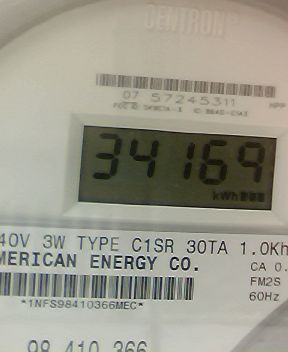 CENTRON®
07 57245311
HPP
34169
kWh
40V 3W TYPE C1SR 30TA 1.0Kh
MERICAN ENERGY CO.
CA 0.
FM2S
60Hz
*1NFS98410366MEC*
98 410 366